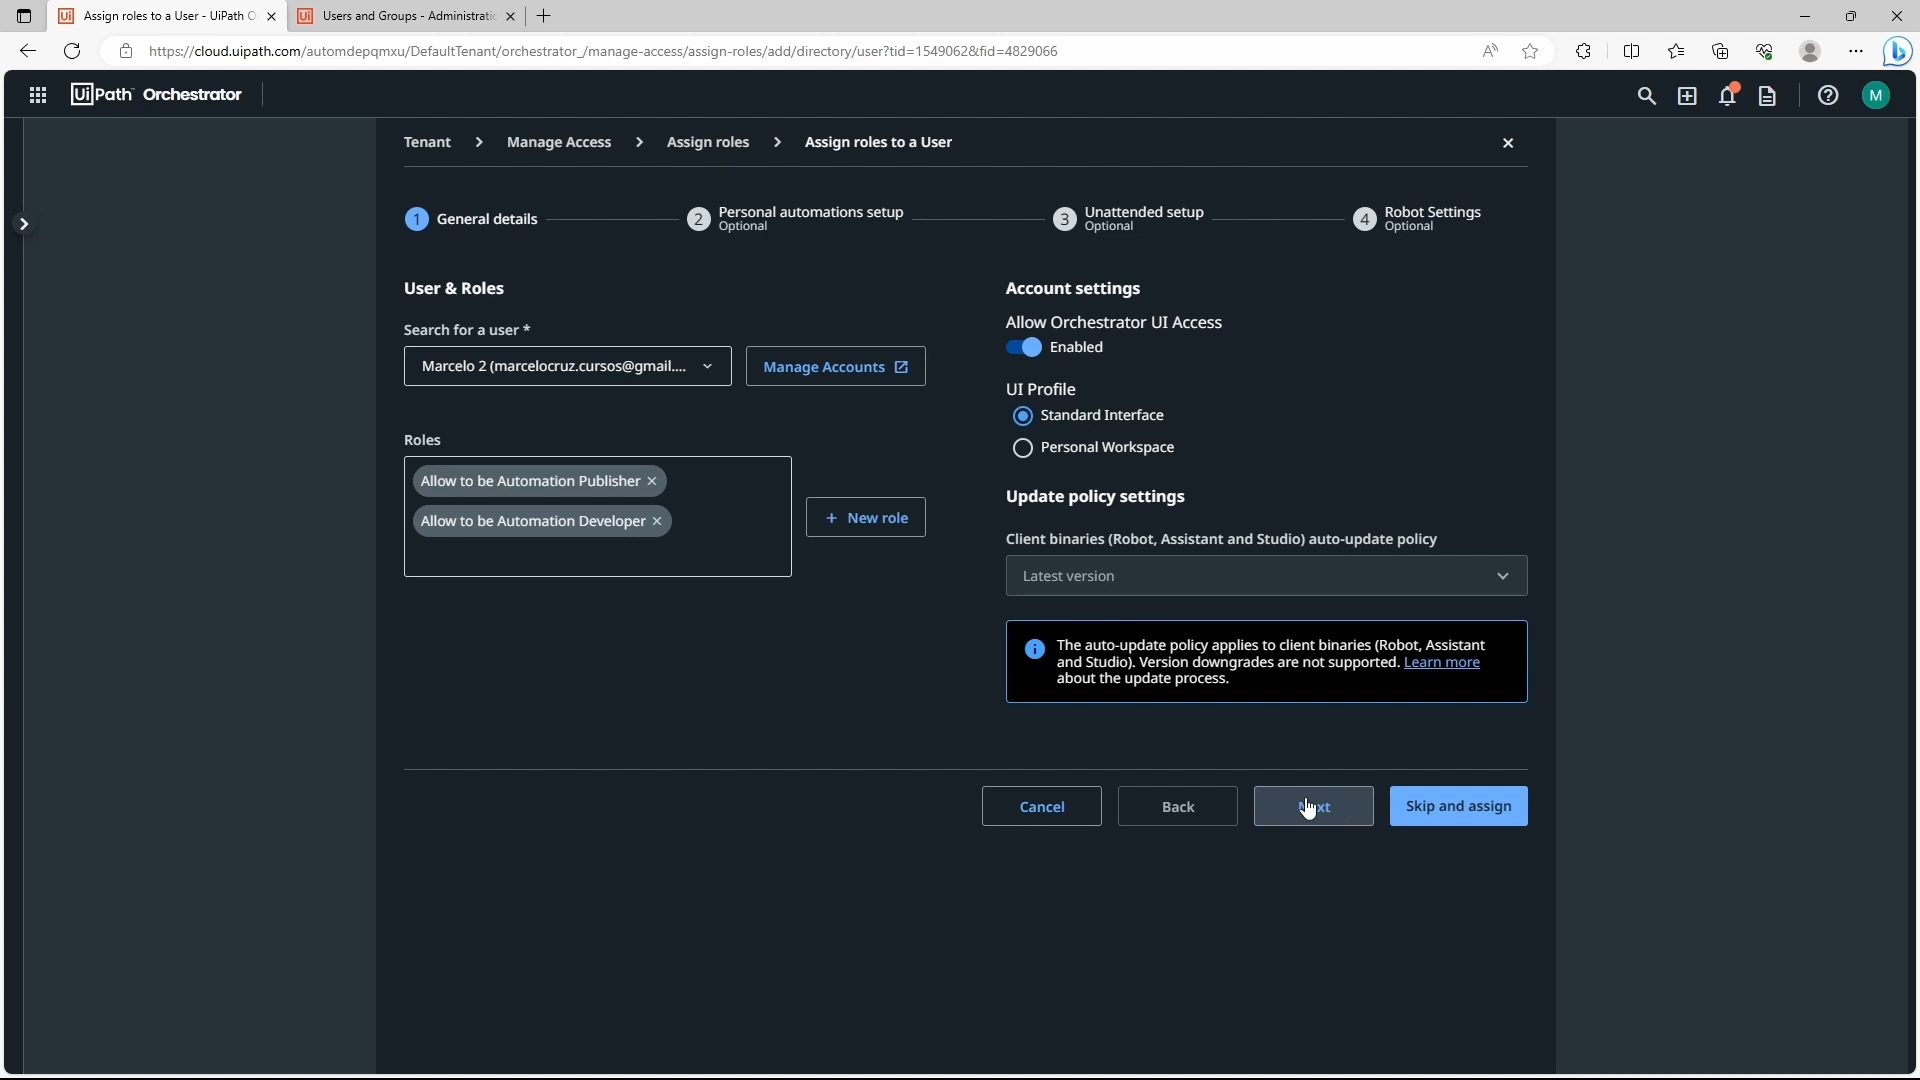 Assign roles to a User - UiPath O
Users and Groups - Administratic
https://cloud.uipath.com/automdepqmxu/DefaultTenant/orchestrator_/manage-access/assign-roles/add/directory/user?tid=1549062&fid=4829066
UiPath Orchestrator
M
Tenant > Manage Access > Assign roles > Assign roles to a User
1 General details
2 Personal automations setup
Optional
3 Unattended setup
Optional
4 Robot Settings
Optional
User & Roles
Search for a user *
Marcelo 2 (marcelocruz.cursos@gmail....
Manage Accounts
Roles
Allow to be Automation Publisher
Allow to be Automation Developer
+ New role
Account settings
Allow Orchestrator UI Access
Enabled
UI Profile
Standard Interface
Personal Workspace
Update policy settings
Client binaries (Robot, Assistant and Studio) auto-update policy
Latest version
The auto-update policy applies to client binaries (Robot, Assistant
and Studio). Version downgrades are not supported. Learn more
about the update process.
Cancel
Back
Skip and assign